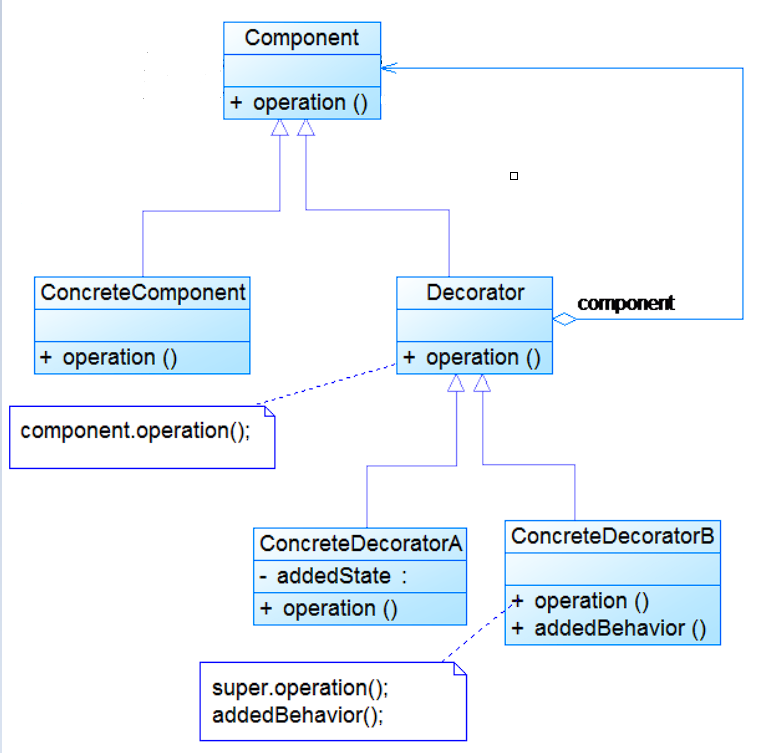 Component
+ operation ()
ConcreteComponent
+ operation ()
Decorator
+ operation ()
component
component.operation();
ConcreteDecoratorA
- addedState :
+ operation ()
ConcreteDecoratorB
+ operation ()
+ addedBehavior ()
super.operation();
addedBehavior();